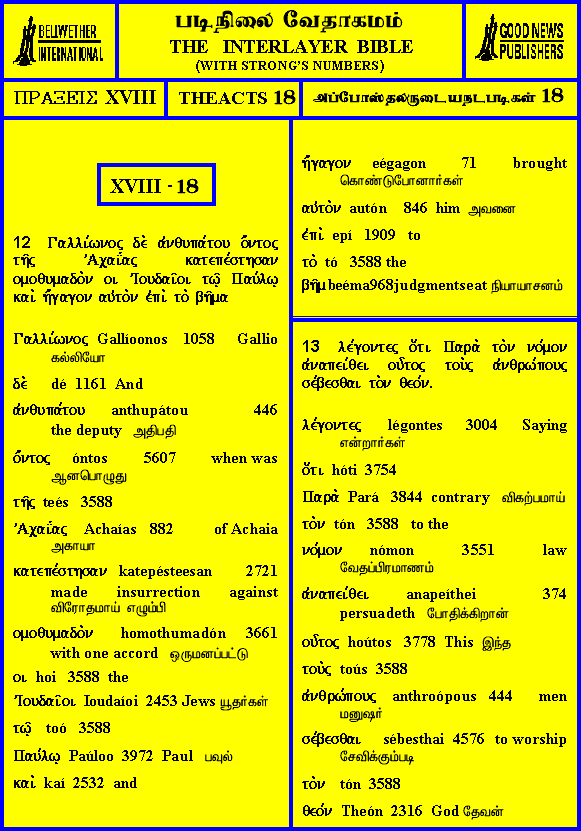 BELLWETHER
INTERNATIONAL
படிநிலை வேதாகமம்
THE INTERLAYER BIBLE
(WITH STRONG'S NUMBERS)
GOOD NEWS
PUBLISHERS
ΠΡΑΞΕΙΣ XVIII
THEACTS 18
அப்போஸ்தலருடையநடபடிகள் 18
XVIII - 18
12 Γαλλίωνος δὲ ἀνθυπάτου ὄντος
τῆς Ἀχαΐας κατεπέστησαν
ομοθυμαδὸν οι Ἰουδαῖοι τῷ Παύλῳ
καὶ ἤγαγον αὐτὸν ἐπὶ τὸ βῆμα
Γαλλίωνος Gallíoonos 1058 Gallio
கல்லியோ
δὲ dé 1161 And
ἀνθυπάτου anthupátou 446
the deputy அதிபதி
ὄντος óntos 5607 when was
ஆனபொழுது
τῆς teés 3588
Ἀχαΐας Achaías 882 of Achaia
அகாயா
κατεπέστησαν katepésteesan 2721
made insurrection against
விரோதமாய் எழும்பி
ομοθυμαδὸν homothumadón 3661
with one accord ஒருமனப்பட்டு
οι hoi 3588 the
Ἰουδαῖοι Ioudaíoi 2453 Jews யூதர்கள்
τῷ toó 3588
Παύλῳ Paúloo 3972 Paul பவுல்
καὶ kaí 2532 and
ἤγαγον eégagon 71 brought
கொண்டுபோனார்கள்
αὐτὸν autón 846 him அவனை
ἐπὶ epí 1909 to
τὸ tó 3588 the
βῆμ beéma968judgmentseat நியாயாசனம்
13 λέγοντες ὅτι Παρὰ τὸν νόμον
ἀναπείθει οὗτος τοὺς ἀνθρώπους
σέβεσθαι τὸν θεόν.
λέγοντες légontes 3004 Saying
என்றார்கள்
ὅτι hóti 3754
Παρὰ Pará 3844 contrary விகற்பமாய்
τὸν tón 3588 to the
νόμον nómon 3551 law
வேதப்பிரமாணம்
ἀναπείθει anapeíthei 374
persuadeth போதிக்கிறான்
οὗτος hoútos 3778 This இந்த
τοὺς toús 3588
ἀνθρώπους anthroópous 444 men
மனுஷர்
σέβεσθαι sébesthai 4576 to worship
சேவிக்கும்படி
τὸν tón 3588
θεόν Theón 2316 God தேவன்